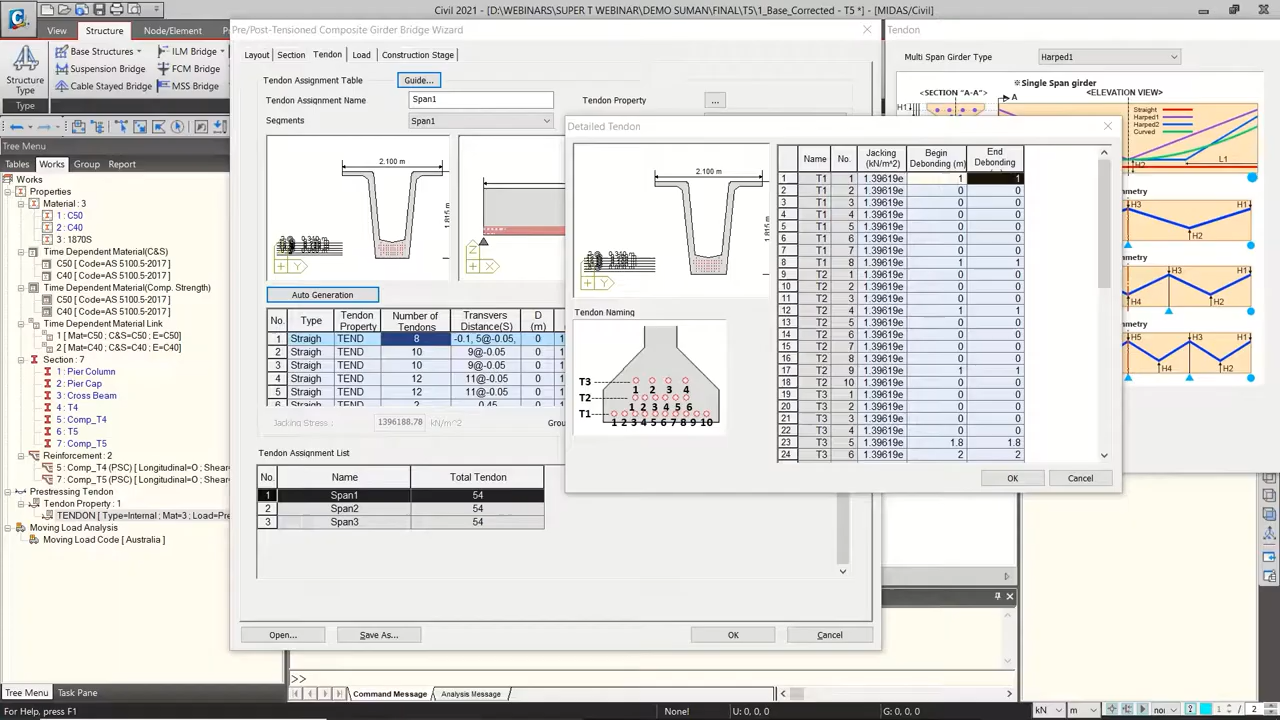 Civil 2021 - [D:\WEBINARS\SUPER T WEBINAR\DEMO SUMAN\FINAL\T5\1_Base_Corrected - T5 *]
View
Structure
Node/Element
Base Structures
ILM Bridge
Suspension Bridge
FCM Bridge
Cable Stayed Bridge
MSS Bridge
Structure
Type
Type
Tree Menu
Tables
Works
Group
Report
Works
Properties
Material : 3
1 : C50
2 : C40
3 : 1870S
Time Dependent Material(C&S)
C50 [ Code=AS 5100.5-2017 ]
C40 [ Code=AS 5100.5-2017 ]
Time Dependent Material(Comp. Strength)
C50 [ Code=AS 5100.5-2017 ]
C40 [ Code=AS 5100.5-2017 ]
Time Dependent Material Link
1 [ Mat=C50 ; C&S=C50 ; E=C50]
2 [ Mat=C40 ; C&S=C40 ; E=C40]
Section : 7
1 : Pier Column
2 : Pier Cap
3 : Cross Beam
4 : T4
5 : Comp_T4
6 : T5
7 : Comp_T5
Reinforcement : 2
5 : Comp_T4 (PSC) [ Longitudinal=O ; Shear
7 : Comp_T5 (PSC) [ Longitudinal=O ; Shear
Prestressing Tendon
Tendon Property : 1
TENDON [ Type=Internal ; Mat=3 ; Load=Pre
Moving Load Analysis
Moving Load Code [ Australia ]
Tree Menu
Task Pane
For Help, press F1
Pre/Post-Tensioned Composite Girder Bridge Wizard
Layout
Section
Tendon
Load
Construction Stage
Tendon Assignment Table
Guide...
Tendon Assignment Name
Span1
Tendon Property
...
Segments
Span1
2.100 m
1.815 m
Auto Generation
No.
Type
Tendon Property
Number of Tendons
Transvers Distance(S)
D (m)
1 Straigh TEND 8 -0.1, 5@-0.05, 0
2 Straigh TEND 10 9@-0.05 0
3 Straigh TEND 10 9@-0.05 0
4 Straigh TEND 12 11@-0.05 0
5 Straigh TEND 12 11@-0.05 0
Jacking Stress :
1396188.78
kN/m^2
Grou
Tendon Assignment List
No. Name Total Tendon
1 Span1 54
2 Span2 54
3 Span3 54
Open...
Save As...
OK
Cancel
Detailed Tendon
2.100 m
1.815 m
Tendon Naming
T3
1 2 3 4
T2
1 2 3 4 5 6
T1
1 2 3 4 5 6 7 8 9 10
Name
No.
Jacking (kN/m^2)
Begin Debonding (m)
End Debonding
1 T1 1 1.39619e 1 1
2 T1 2 1.39619e 0 0
3 T1 3 1.39619e 0 0
4 T1 4 1.39619e 0 0
5 T1 5 1.39619e 0 0
6 T1 6 1.39619e 0 0
7 T1 7 1.39619e 0 0
8 T1 8 1.39619e 1 1
9 T2 1 1.39619e 0 0
10 T2 2 1.39619e 0 0
11 T2 3 1.39619e 0 0
12 T2 4 1.39619e 1 1
13 T2 5 1.39619e 0 0
14 T2 6 1.39619e 0 0
15 T2 7 1.39619e 0 0
16 T2 8 1.39619e 0 0
17 T2 9 1.39619e 1 1
18 T2 10 1.39619e 0 0
19 T3 1 1.39619e 0 0
20 T3 2 1.39619e 0 0
21 T3 3 1.39619e 0 0
22 T3 4 1.39619e 0 0
23 T3 5 1.39619e 1.8 1.8
24 T3 6 1.39619e 2 2
OK
Cancel
Tendon
Multi Span Girder Type
Harped1
※Single Span girder
<SECTION "A-A">
A
<ELEVATION VIEW>
H1
Straight
Harped1
Harped2
Curved
L1
mmetry
H3
H1
H2
mmetry
H3
H1
H2
mmetry
H3
H1
H2
>>
Command Message
Analysis Message
None!
U: 0, 0, 0
G: 0, 0, 0
kN
m
2